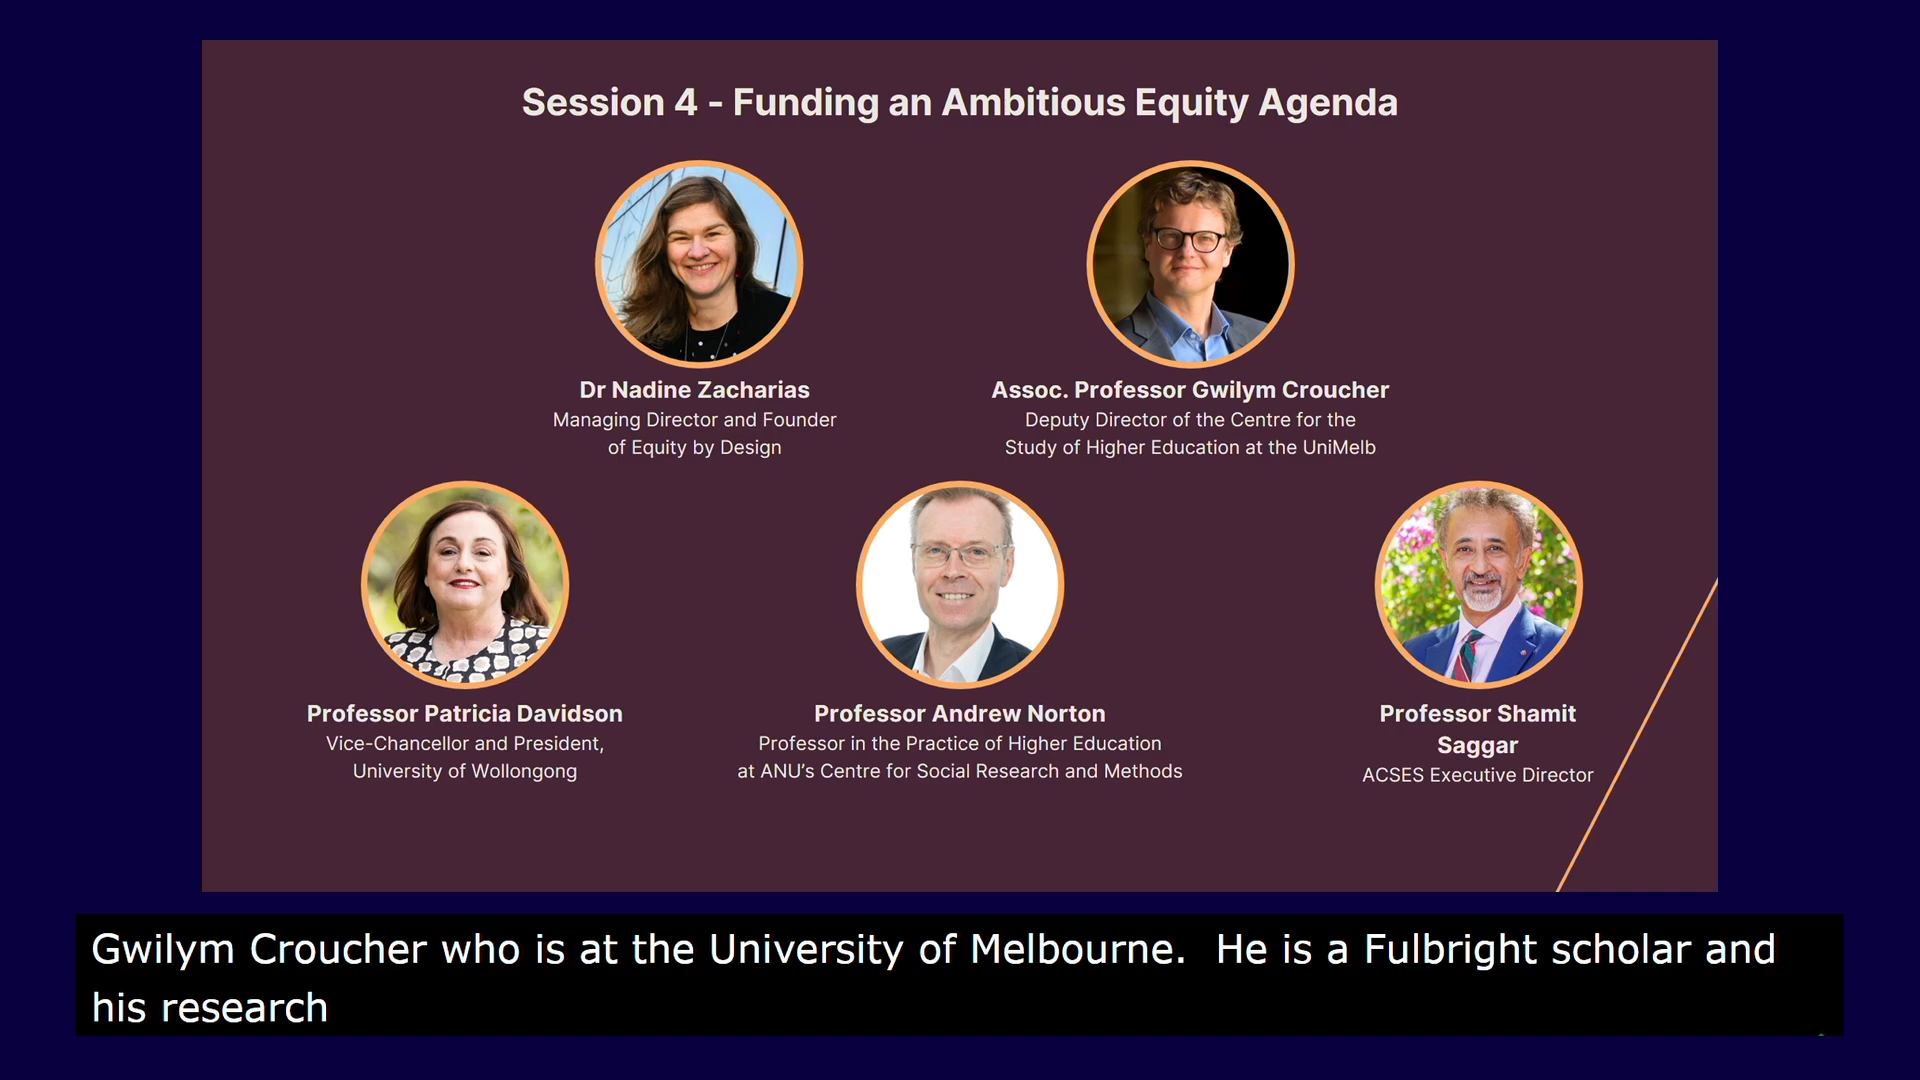 Session 4 - Funding an Ambitious Equity Agenda
Dr Nadine Zacharias
Managing Director and Founder
of Equity by Design
Assoc. Professor Gwilym Croucher
Deputy Director of the Centre for the
Study of Higher Education at the UniMelb
Professor Patricia Davidson
Vice-Chancellor and President,
University of Wollongong
Professor Andrew Norton
Professor in the Practice of Higher Education
at ANU’s Centre for Social Research and Methods
Professor Shamit
Saggar
ACSES Executive Director
Gwilym Croucher who is at the University of Melbourne.  He is a Fulbright scholar and
his research